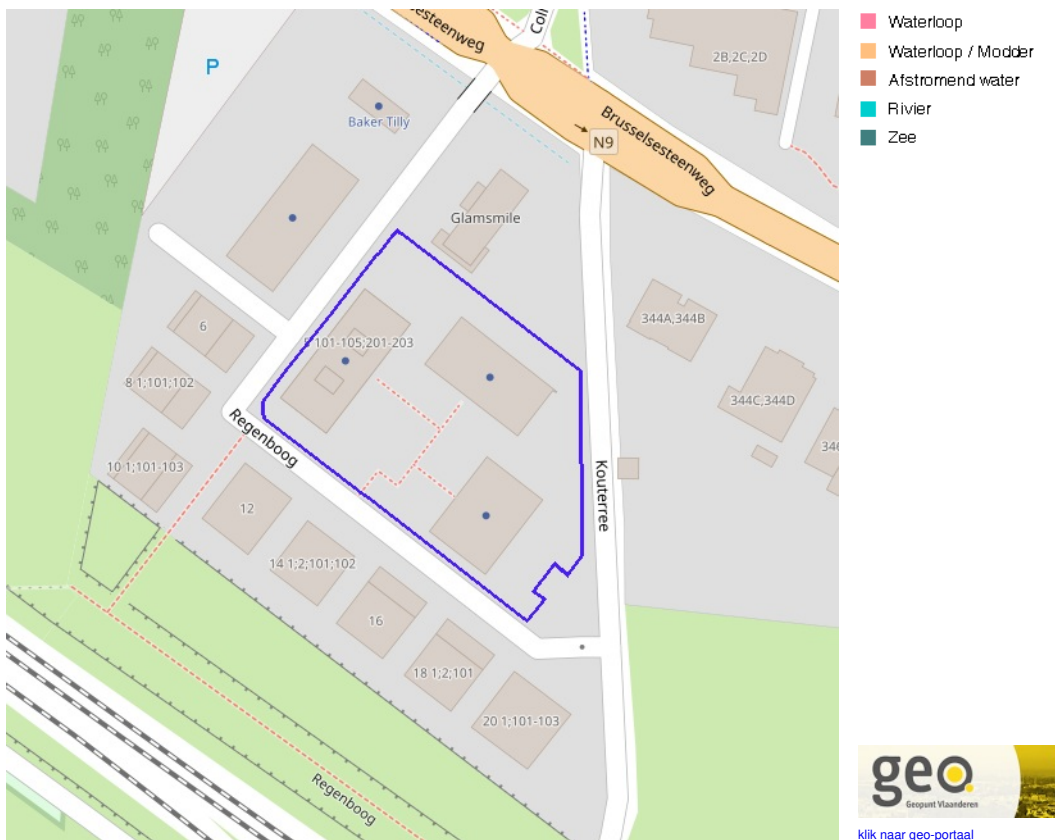 sesteenweg
Coll
2B,2C,2D
P
Baker Tilly
Brusselsesteenweg
N9
Glamsmile
344A,344B
6
101-105;201-203
8 1;101;102
344C,344D
Regenboog
10 1;101-103
Kouterree
12
14 1;2;101;102
16
18 1;2;101
20 1;101-103
Regenboog
Waterloop
Waterloop / Modder
Afstromend water
Rivier
Zee
geo.
Geopunt Vlaanderen
klik naar geo-portaal